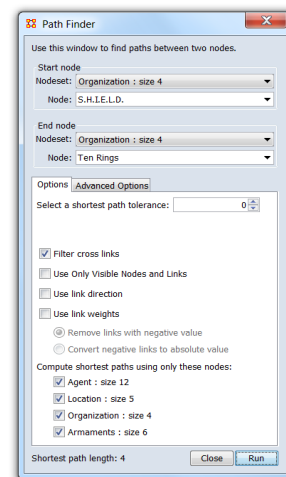 Path Finder
Use this window to find paths between two nodes.
Start node
Nodeset: Organization : size 4
Node: S.H.I.E.L.D.
End node
Nodeset: Organization : size 4
Node: Ten Rings
Options Advanced Options
Select a shortest path tolerance: 0
Filter cross links
Use Only Visible Nodes and Links
Use link direction
Use link weights
Remove links with negative value
Convert negative links to absolute value
Compute shortest paths using only these nodes:
Agent : size 12
Location : size 5
Organization : size 4
Armaments : size 6
Shortest path length: 4 Close Run